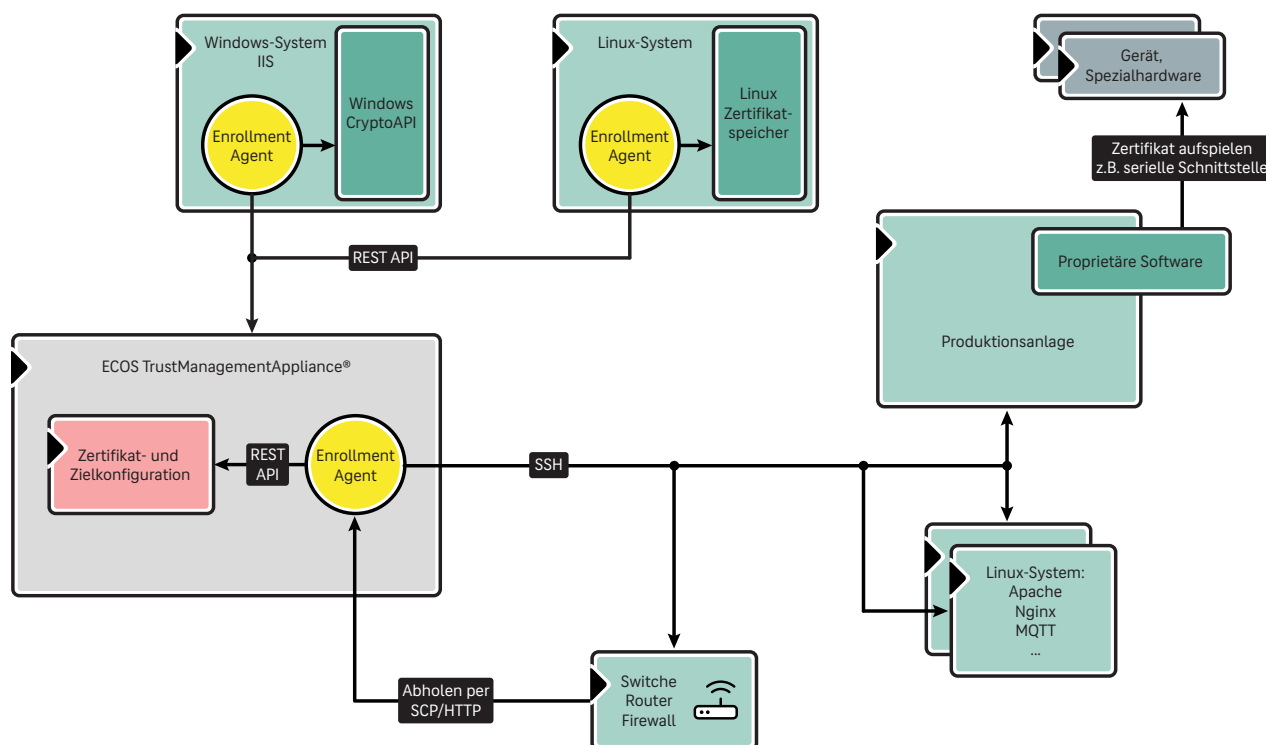 Windows-System
IIS
Windows
CryptoAPI
Enrollment
Agent
Linux-System
Linux
Zertifikat-
speicher
Enrollment
Agent
Gerät,
Spezialhardware
Zertifikat aufspielen
z.B. serielle Schnittstelle
REST API
Proprietäre Software
Produktionsanlage
ECOS TrustManagementAppliance®
Zertifikat- und
Zielkonfiguration
REST
API
Enrollment
Agent
SSH
Linux-System:
Apache
Nginx
MQTT
...
Abholen per
SCP/HTTP
Switche
Router
Firewall